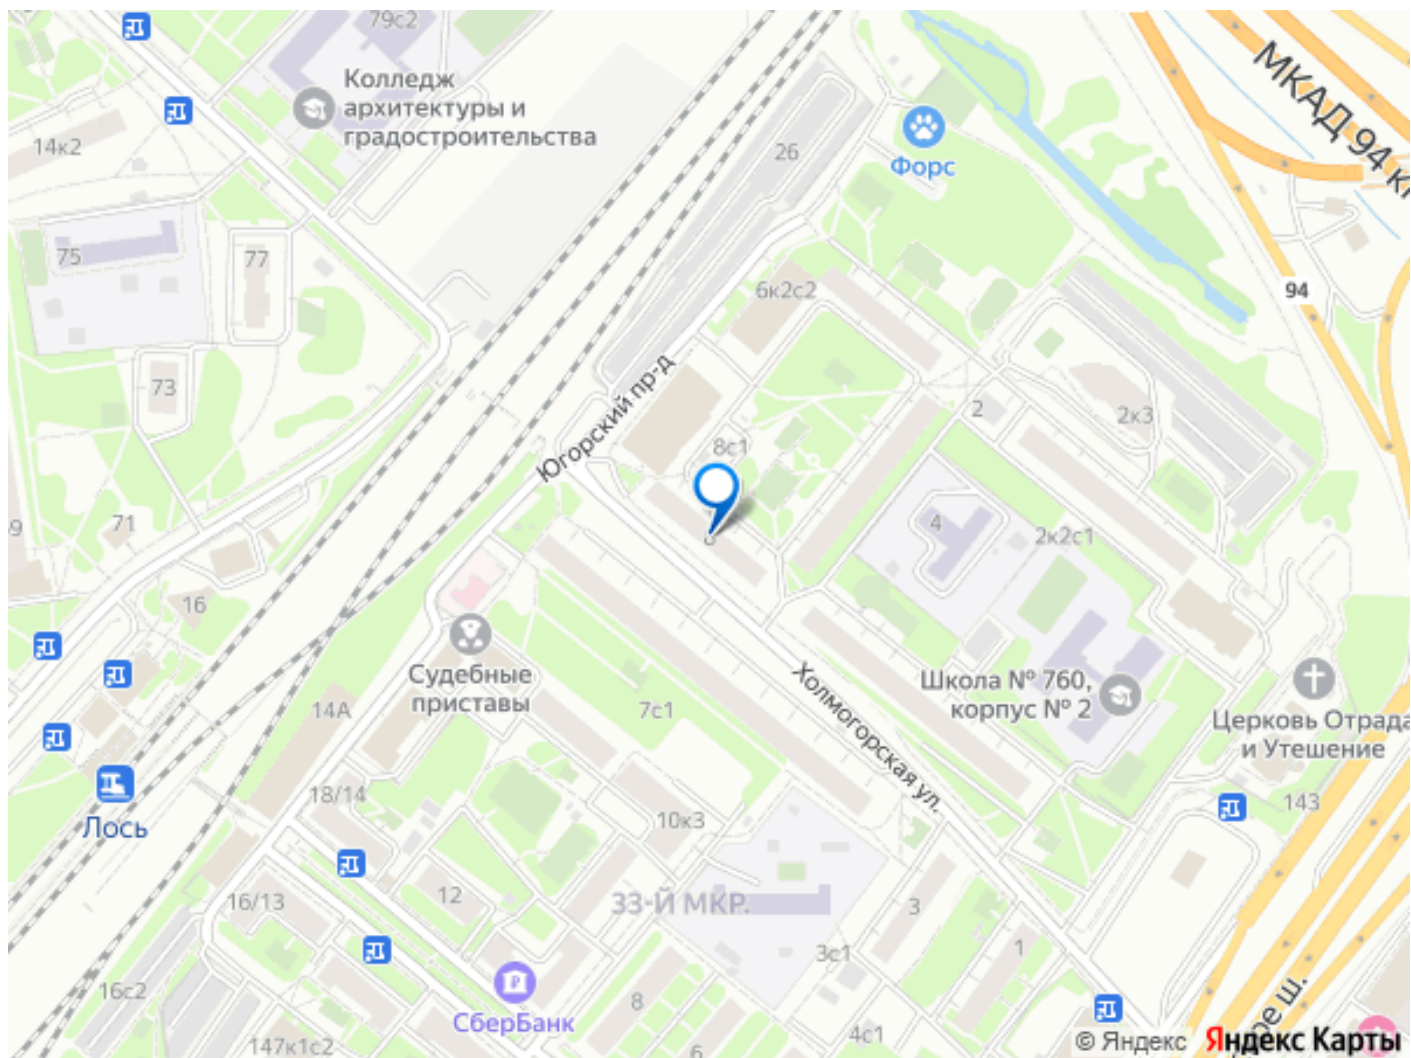 79с2
Колледж
архитектуры и
градостроительства
14к2
МКАД 94 к
26
Форс
75
77
6к2с2
94
73
Югорский пр-д
2
2к3
8с1
71
4
2к2с1
16
Судебные
приставы
14А
7с1
Холмогорская ул.
Школа № 760,
корпус № 2
Церковь Отрада
и Утешение
Лось
18/14
10к3
143
16/13
12
33-Й МКР.
3
3с1
1
16с2
СберБанк
8
147к1с2
6
4с1
ре ш.
© Яндекс Яндекс Карты